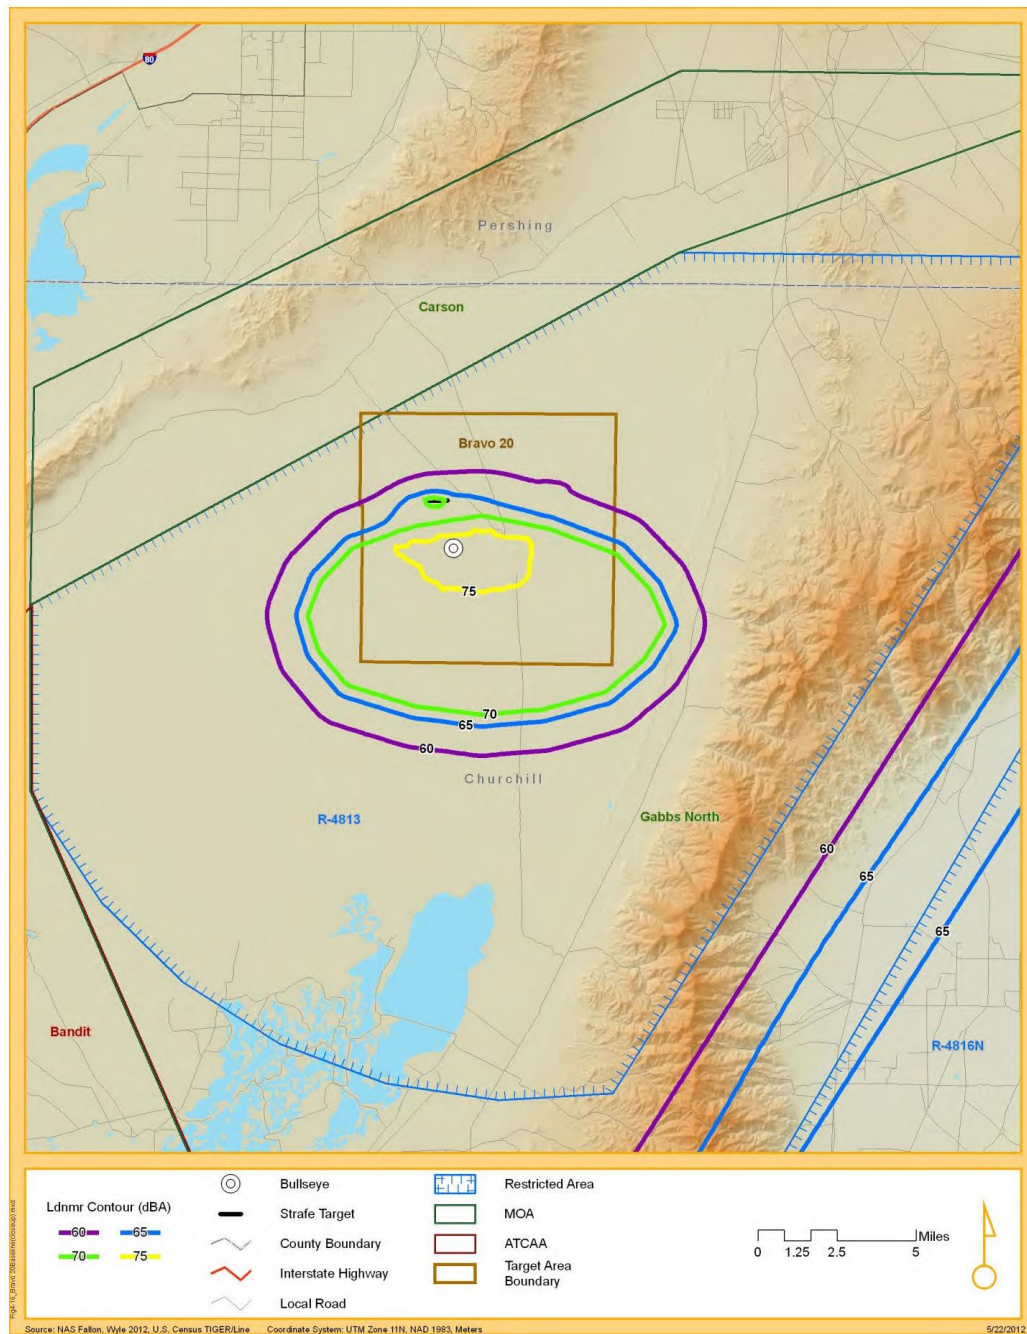 80
Pershing
Carson
Bravo 20
75
70
65
60
Churchill
R-4813
Gabbs North
60
65
65
Bandit
R-4816N
Ldnmr Contour (dBA)
60
65
70
75
Bullseye
Strafe Target
County Boundary
Interstate Highway
Local Road
Restricted Area
MOA
ATCAA
Target Area
Boundary
Miles
0 1.25 2.5 5
Source: NAS Fallon, Wyle 2012, U.S. Census TIGER/Line Coordinate System: UTM Zone 11N, NAD 1983, Meters 5/22/2012